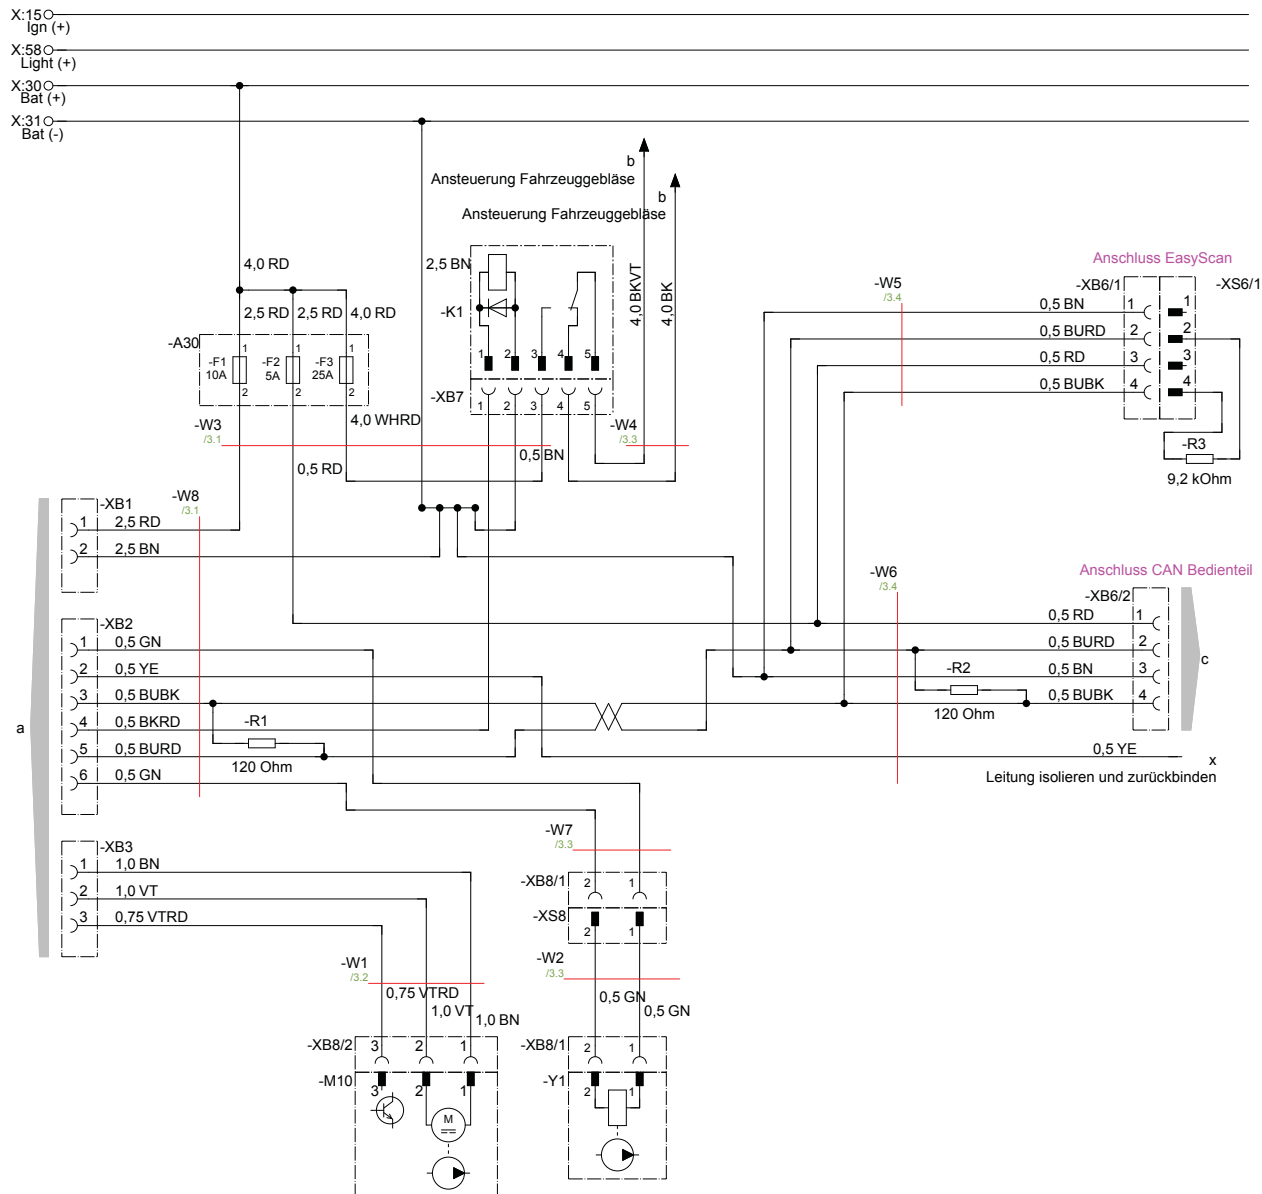 X:15
Ign (+)
X:58
Light (+)
X:30
Bat (+)
X:31
Bat (-)
b
Ansteuerung Fahrzeuggebläse
b
Ansteuerung Fahrzeuggebläse
4,0 RD
2,5 BN
4,0 BKVT
4,0 BK
2,5 RD
2,5 RD
4,0 RD
-A30
-F1
10A
1
2
-F2
5A
1
2
-F3
25A
1
2
-K1
1
2
3
4
5
-XB7
1
2
3
4
5
4,0 WHRD
-W3
/3.1
0,5 BN
-W4
/3.3
0,5 RD
Anschluss EasyScan
-W5
/3.4
-XB6/1
-XS6/1
0,5 BN
1
1
0,5 BURD
2
2
0,5 RD
3
3
0,5 BUBK
4
4
-R3
9,2 kOhm
-W8
/3.1
-XB1
1
2,5 RD
2
2,5 BN
-W6
/3.4
Anschluss CAN Bedienteil
-XB6/2
0,5 RD
1
0,5 BURD
2
0,5 BN
3
0,5 BUBK
4
c
-R2
120 Ohm
0,5 YE
x
Leitung isolieren und zurückbinden
a
-XB2
1
0,5 GN
2
0,5 YE
3
0,5 BUBK
4
0,5 BKRD
5
0,5 BURD
6
0,5 GN
-R1
120 Ohm
-XB3
1
1,0 BN
2
1,0 VT
3
0,75 VTRD
-W7
/3.3
-XB8/1
2
1
-XS8
2
1
-W1
/3.2
0,75 VTRD
1,0 VT
1,0 BN
-W2
/3.3
0,5 GN
0,5 GN
-XB8/2
3
2
1
-M10
3
2
1
M
-XB8/1
2
1
-Y1
2
1